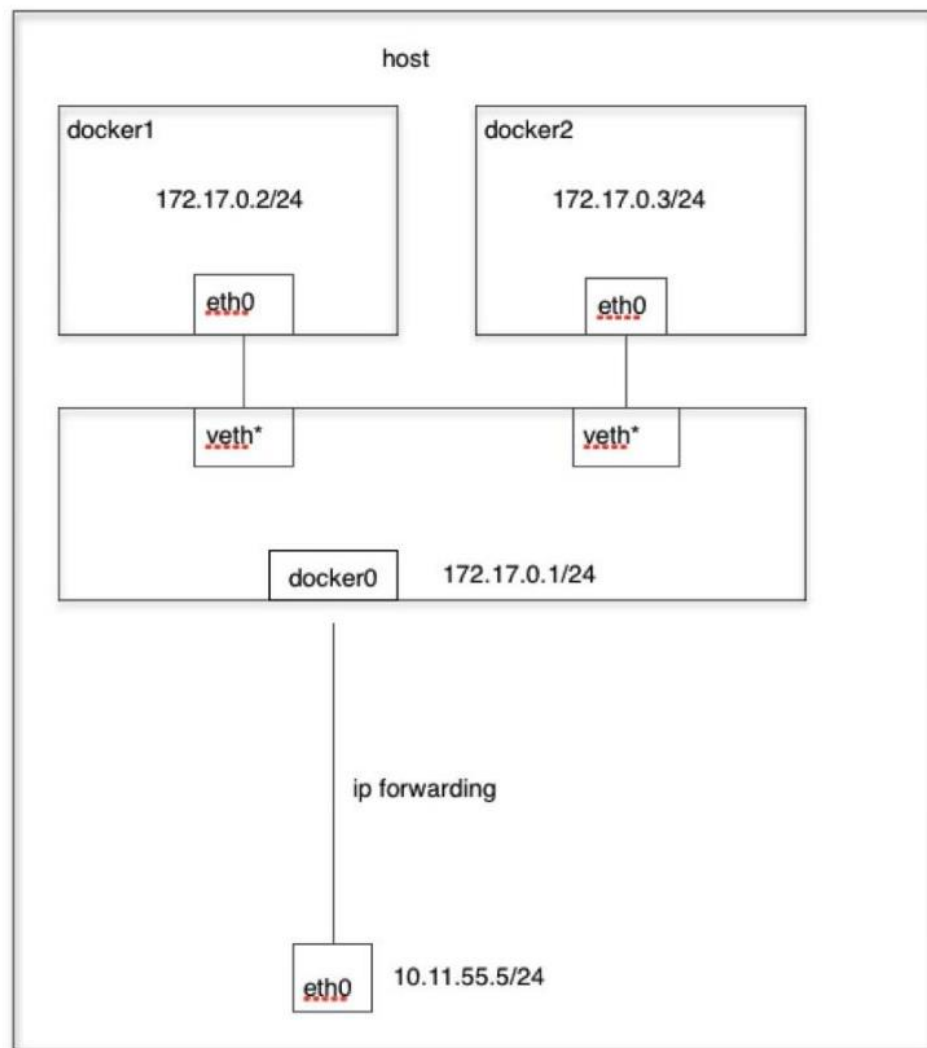 host
docker1
docker2
172.17.0.2/24
172.17.0.3/24
eth0
eth0
veth*
veth*
docker0
172.17.0.1/24
ip forwarding
eth0
10.11.55.5/24